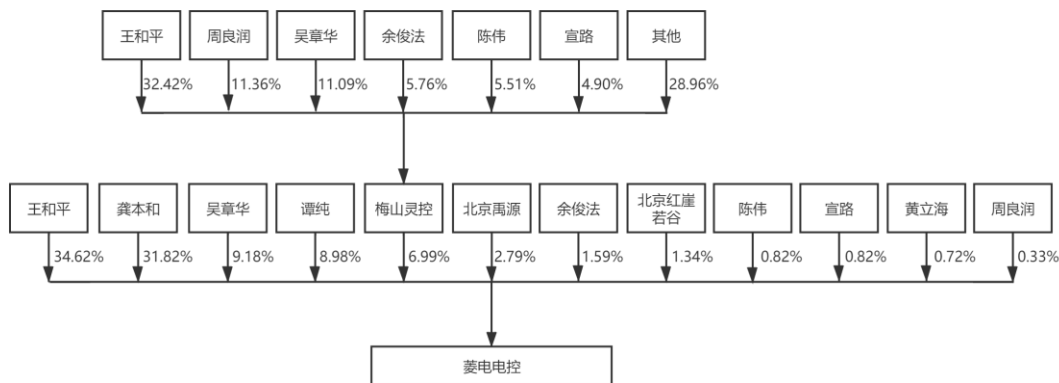 王和平 周良润 吴章华 余俊法 陈伟 宣路 其他
32.42% 11.36% 11.09% 5.76% 5.51% 4.90% 28.96%
王和平 龚本和 吴章华 谭纯 梅山灵控 北京禹源 余俊法 北京红崖 陈伟 宣路 黄立海 周良润
若谷
34.62% 31.82% 9.18% 8.98% 6.99% 2.79% 1.59% 1.34% 0.82% 0.82% 0.72% 0.33%
菱电电控